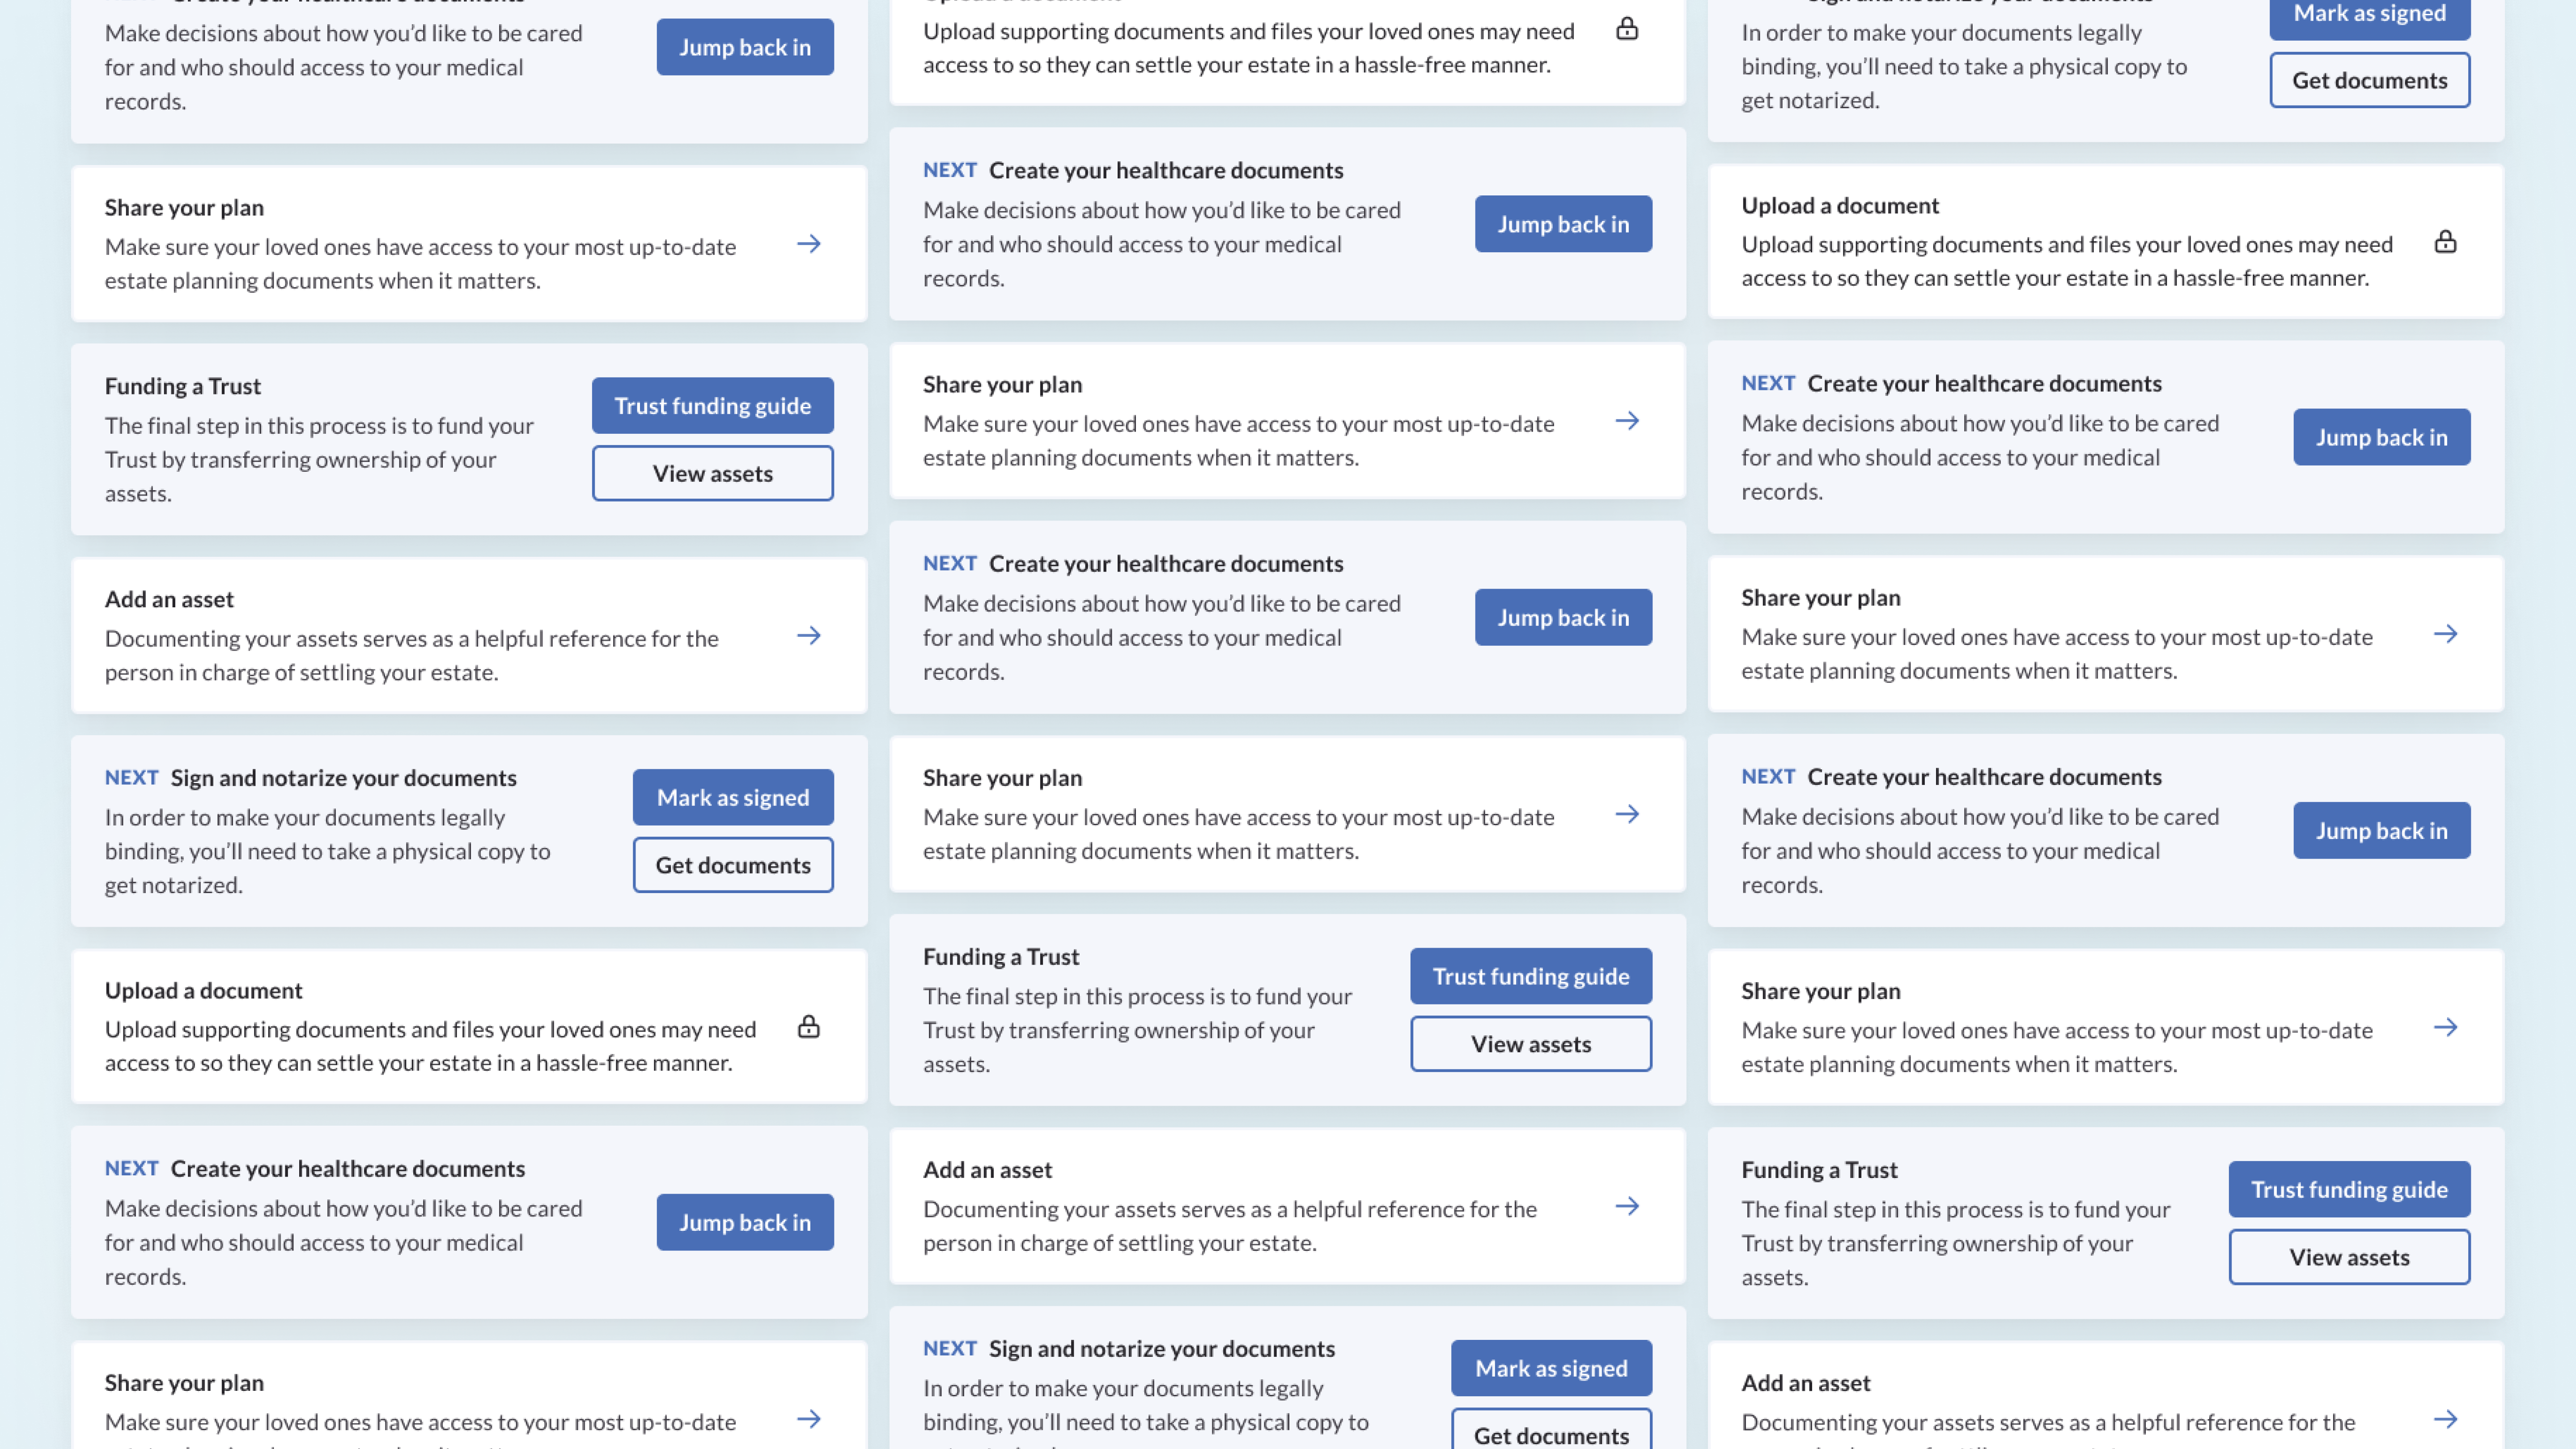 Create your healthcare documents
Make decisions about how you’d like to be cared
for and who should access to your medical
records.
Jump back in
Share your plan
Make sure your loved ones have access to your most up-to-date
estate planning documents when it matters.
Funding a Trust
The final step in this process is to fund your
Trust by transferring ownership of your
assets.
Trust funding guide
View assets
Add an asset
Documenting your assets serves as a helpful reference for the
person in charge of settling your estate.
NEXT Sign and notarize your documents
In order to make your documents legally
binding, you’ll need to take a physical copy to
get notarized.
Mark as signed
Get documents
Upload a document
Upload supporting documents and files your loved ones may need
access to so they can settle your estate in a hassle-free manner.
NEXT Create your healthcare documents
Make decisions about how you’d like to be cared
for and who should access to your medical
records.
Jump back in
Share your plan
Make sure your loved ones have access to your most up-to-date
Upload supporting documents and files your loved ones may need
access to so they can settle your estate in a hassle-free manner.
NEXT Create your healthcare documents
Make decisions about how you’d like to be cared
for and who should access to your medical
records.
Jump back in
Share your plan
Make sure your loved ones have access to your most up-to-date
estate planning documents when it matters.
NEXT Create your healthcare documents
Make decisions about how you’d like to be cared
for and who should access to your medical
records.
Jump back in
Share your plan
Make sure your loved ones have access to your most up-to-date
estate planning documents when it matters.
Funding a Trust
The final step in this process is to fund your
Trust by transferring ownership of your
assets.
Trust funding guide
View assets
Add an asset
Documenting your assets serves as a helpful reference for the
person in charge of settling your estate.
NEXT Sign and notarize your documents
In order to make your documents legally
binding, you’ll need to take a physical copy to
Mark as signed
Get documents
Sign and notarize your documents
In order to make your documents legally
binding, you’ll need to take a physical copy to
get notarized.
Mark as signed
Get documents
Upload a document
Upload supporting documents and files your loved ones may need
access to so they can settle your estate in a hassle-free manner.
NEXT Create your healthcare documents
Make decisions about how you’d like to be cared
for and who should access to your medical
records.
Jump back in
Share your plan
Make sure your loved ones have access to your most up-to-date
estate planning documents when it matters.
NEXT Create your healthcare documents
Make decisions about how you’d like to be cared
for and who should access to your medical
records.
Jump back in
Share your plan
Make sure your loved ones have access to your most up-to-date
estate planning documents when it matters.
Funding a Trust
The final step in this process is to fund your
Trust by transferring ownership of your
assets.
Trust funding guide
View assets
Add an asset
Documenting your assets serves as a helpful reference for the